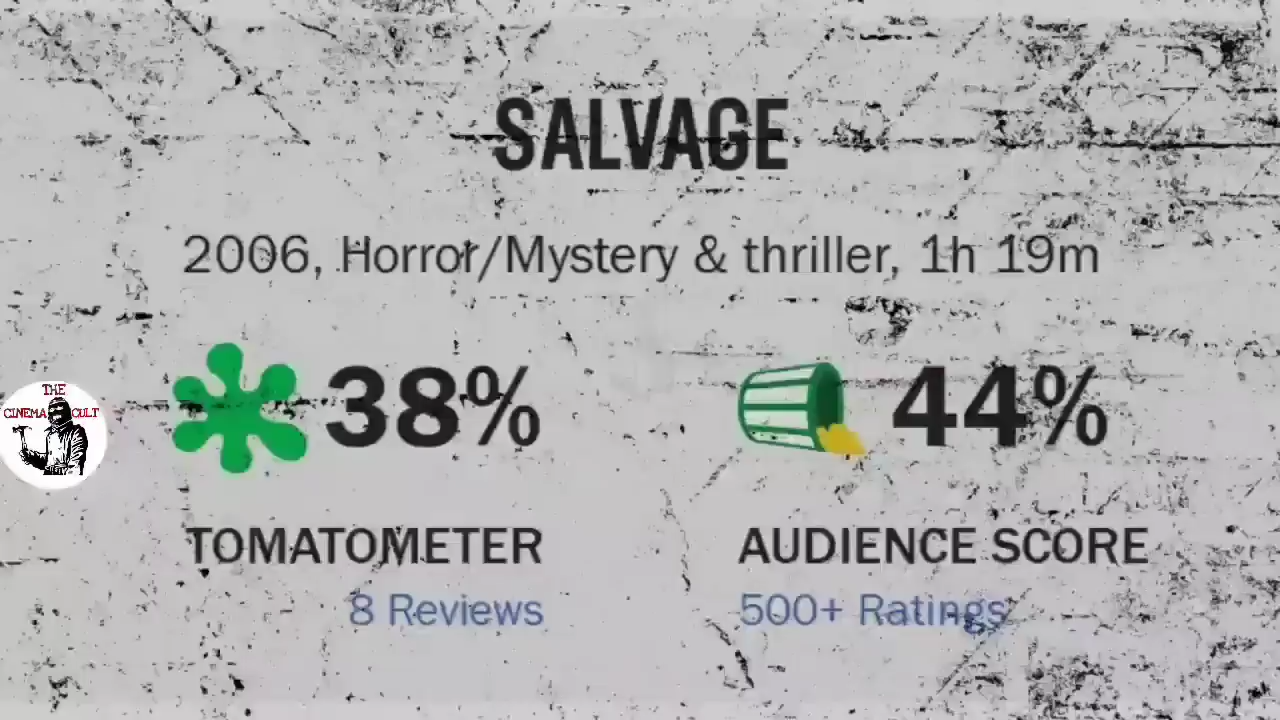 SALVAGE
2006, Horror/Mystery & thriller, 1h 19m
38%
44%
THE
CINEMA CULT
TOMATOMETER
AUDIENCE SCORE
8 Reviews
500+ Ratings